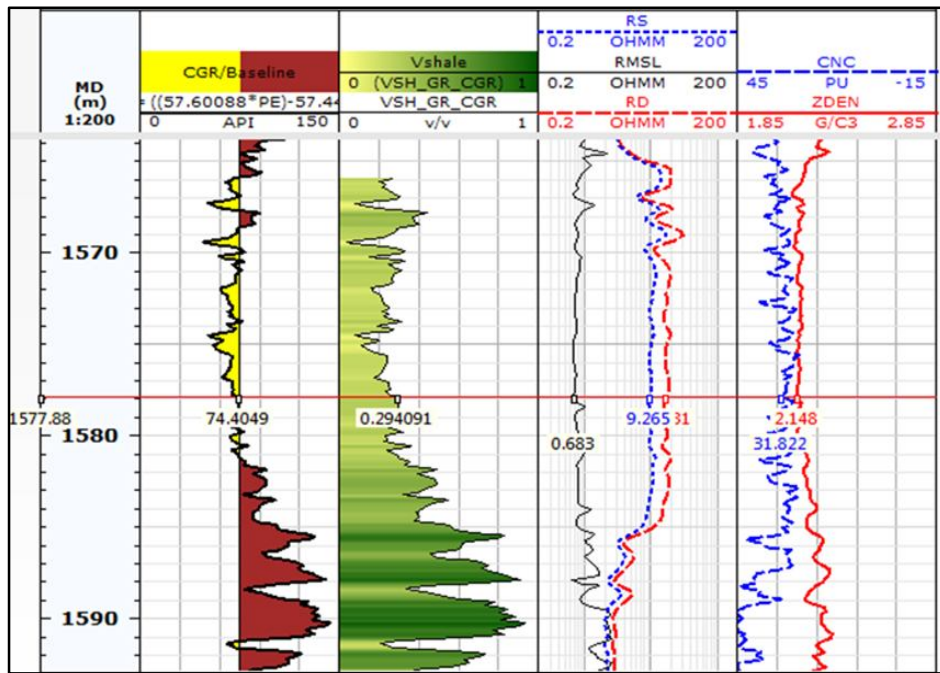 MD
(m)
1:200
CGR/Baseline
= ((57.60088*PE)-57.44
0 API 150
Vshale
0 (VSH_GR_CGR) 1
VSH_GR_CGR
0 v/v 1
RS
0.2 OHMM 200
RMSL
0.2 OHMM 200
RD
0.2 OHMM 200
CNC
45 PU -15
ZDEN
1.85 G/C3 2.85
1570
1577.88 74.4049 0.294091 9.265 31 2.148
1580
0.683 31.822
1590